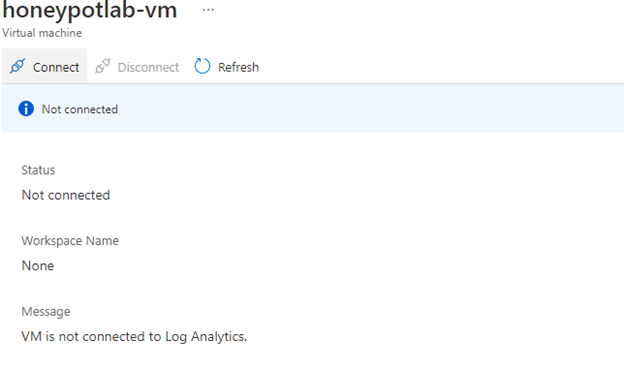 honeypotlab-vm ...
Virtual machine
Connect Disconnect Refresh
Not connected
Status
Not connected
Workspace Name
None
Message
VM is not connected to Log Analytics.